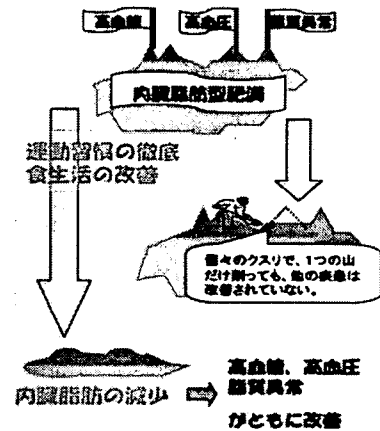 高血糖
高血圧
脂質異常
内臓脂肪型肥満
運動習慣の徹底
食生活の改善
個々のクスリで、1つの山
だけ削っても、他の疾患は
改善されていない。
内臓脂肪の減少
高血糖、高血圧
脂質異常
がともに改善